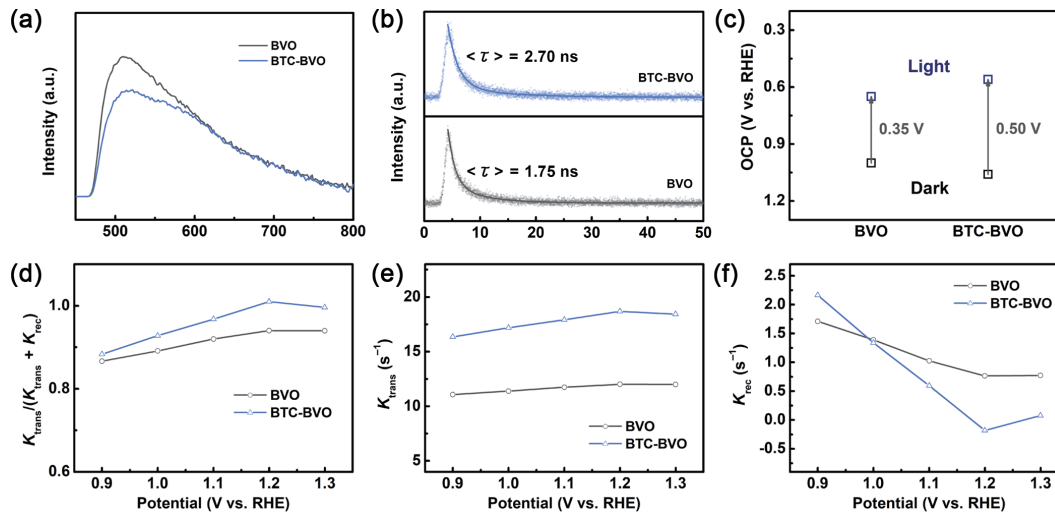 (a)
Intensity (a.u.)
BVO
BTC-BVO
500 600 700 800
(b)
Intensity (a.u.)
< τ > = 2.70 ns
BTC-BVO
< τ > = 1.75 ns
BVO
0 10 20 30 40 50
(c)
OCP (V vs. RHE)
0.3
0.6
0.9
1.2
Light
0.35 V
0.50 V
Dark
BVO BTC-BVO
(d)
Ktrans/(Ktrans + Krec)
1.0
0.8
0.6
BVO
BTC-BVO
0.9 1.0 1.1 1.2 1.3
Potential (V vs. RHE)
(e)
Ktrans (s−1)
20
15
10
5
BVO
BTC-BVO
0.9 1.0 1.1 1.2 1.3
Potential (V vs. RHE)
(f)
Krec (s−1)
2.5
2.0
1.5
1.0
0.5
0.0
-0.5
BVO
BTC-BVO
0.9 1.0 1.1 1.2 1.3
Potential (V vs. RHE)